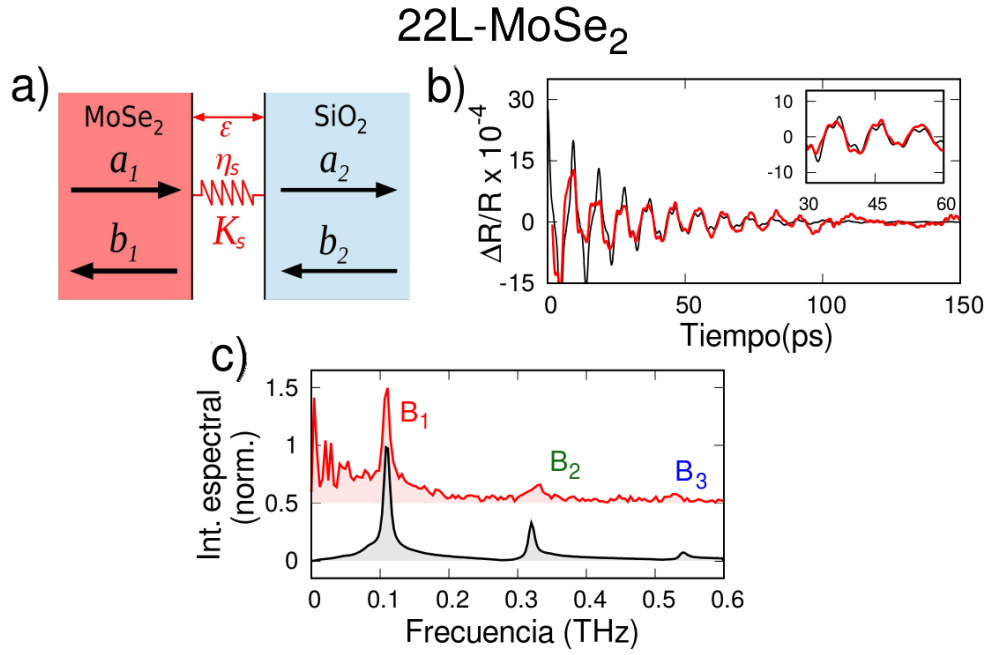 22L-MoSe₂
a)
MoSe₂
SiO₂
ε
a₁
ηₛ
a₂
b₁
Kₛ
b₂
b)
ΔR/R x 10⁻⁴
30
15
0
-15
0
50
100
150
Tiempo(ps)
10
0
-10
30
45
60
c)
Int. espectral
(norm.)
1.5
1
0.5
0
B₁
B₂
B₃
0
0.1
0.2
0.3
0.4
0.5
0.6
Frecuencia (THz)